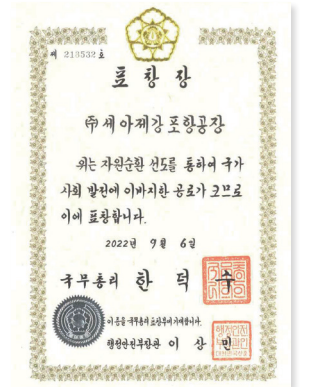 제 213532 호
표창장
㈜세아제강 포항공장
위는 자원순환 선도를 통하여 국가
사회 발전에 이바지한 공로가 크므로
이에 표창합니다.
2022년 9월 6일
국무총리 한덕수
이 증을 국무총리 표창부에 기재합니다.
행정안전부장관 이상민